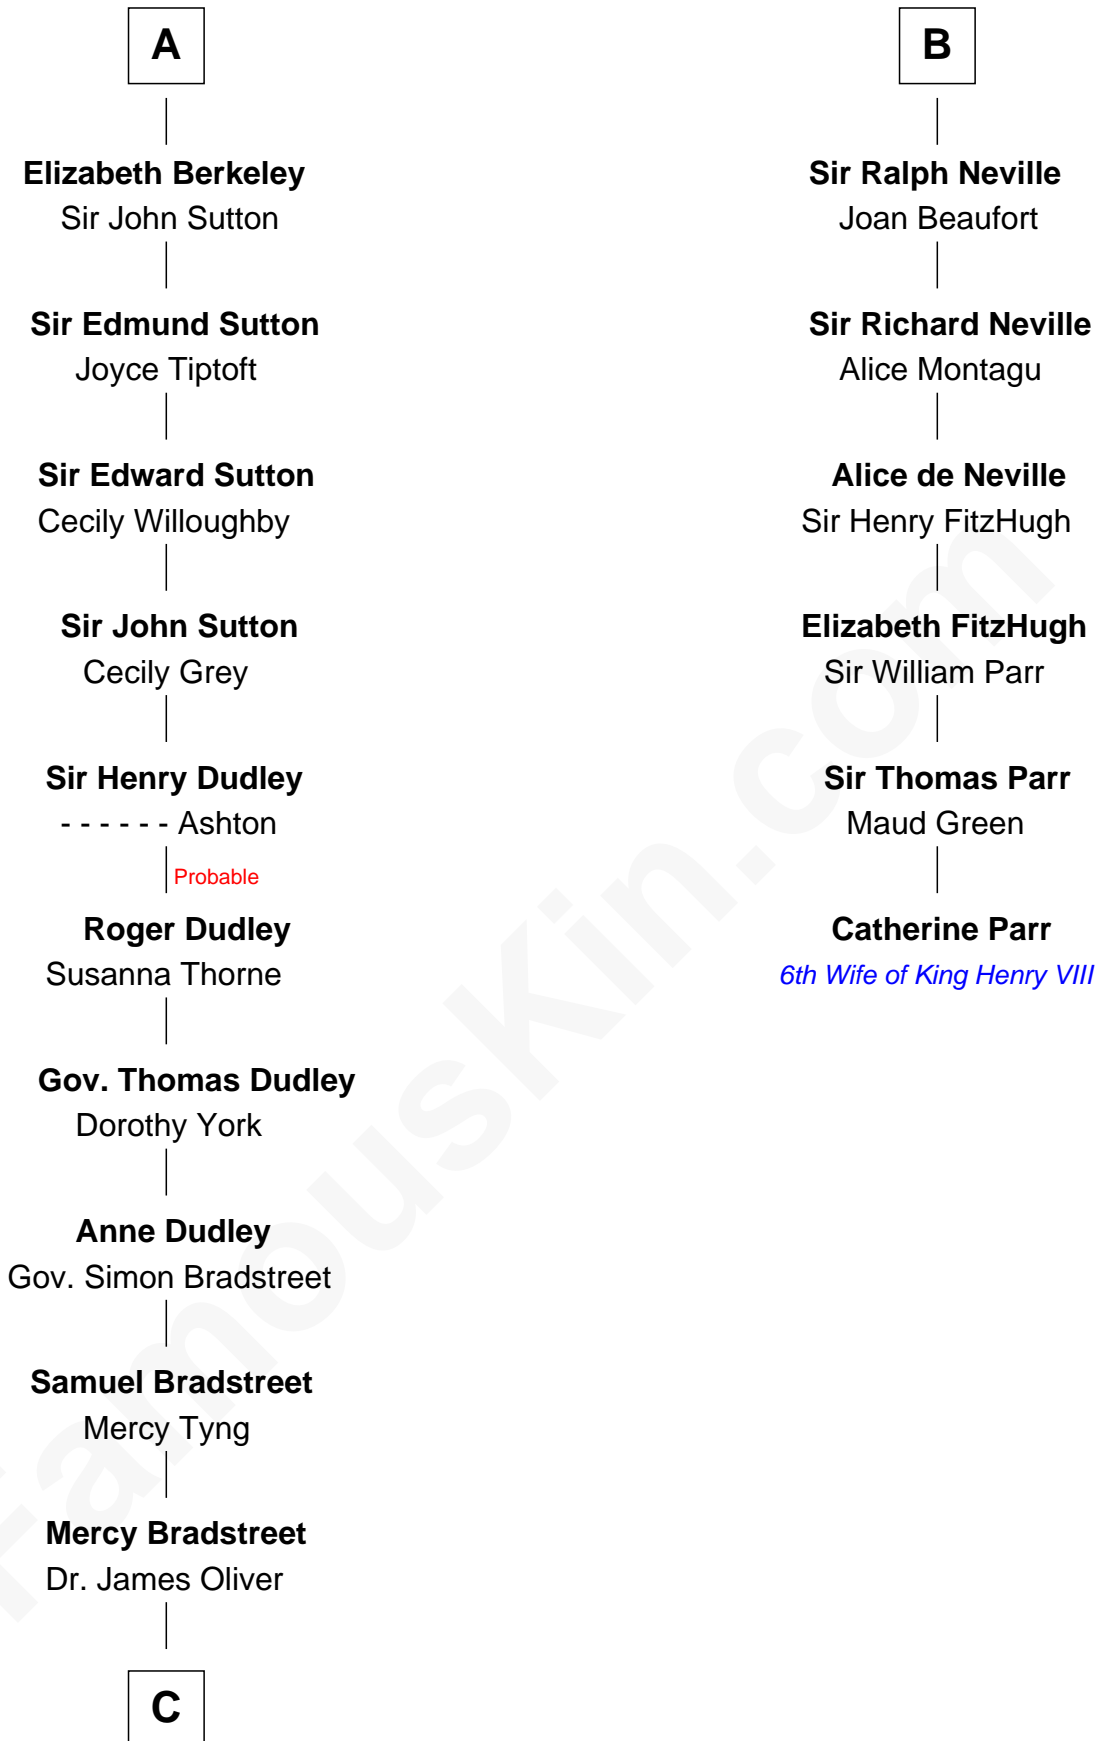 A
Elizabeth Berkeley
Sir John Sutton
Sir Edmund Sutton
Joyce Tiptoft
Sir Edward Sutton
Cecily Willoughby
Sir John Sutton
Cecily Grey
Sir Henry Dudley
- - - - - - Ashton
Probable
Roger Dudley
Susanna Thorne
Gov. Thomas Dudley
Dorothy York
Anne Dudley
Gov. Simon Bradstreet
Samuel Bradstreet
Mercy Tyng
Mercy Bradstreet
Dr. James Oliver
C
B
Sir Ralph Neville
Joan Beaufort
Sir Richard Neville
Alice Montagu
Alice de Neville
Sir Henry FitzHugh
Elizabeth FitzHugh
Sir William Parr
Sir Thomas Parr
Maud Green
Catherine Parr
6th Wife of King Henry VIII
FamousKin.com